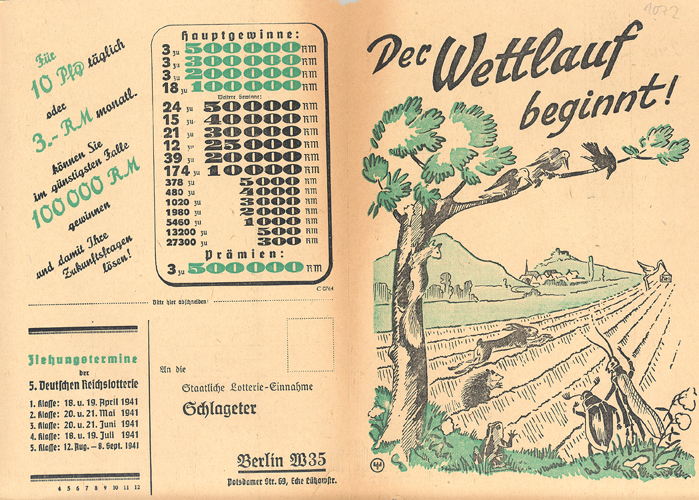 Für
10 Pfg täglich
oder
3,- RM monatl.
können Sie
im günstigsten Falle
100000 RM
gewinnen
und damit Ihre
Zukunftsfragen
lösen!
Hauptgewinne:
3 zu 500000 RM
3 zu 300000 RM
3 zu 200000 RM
18 zu 100000 RM
Weitere Gewinne:
24 zu 50000 RM
15 zu 40000 RM
21 zu 30000 RM
12 zu 25000 RM
39 zu 20000 RM
174 zu 10000 RM
378 zu 5000 RM
480 zu 4000 RM
1020 zu 3000 RM
1980 zu 2000 RM
5460 zu 1000 RM
13200 zu 500 RM
27300 zu 300 RM
Prämien:
3 zu 500000 RM
C 0764
Bitte hier abschneiden
Ziehungstermine
der
5. Deutschen Reichslotterie
1. Klasse: 18. u. 19. April 1941
2. Klasse: 20. u. 21. Mai 1941
3. Klasse: 20. u. 21. Juni 1941
4. Klasse: 18. u. 19. Juli 1941
5. Klasse: 12. Aug. – 8. Sept. 1941
4 5 6 7 8 9 10 11 12
An die
Staatliche Lotterie-Einnahme
Schlageter
Berlin W35
Potsdamer Str. 69, Ecke Lützowstr.
1072
Der Wettlauf
beginnt!